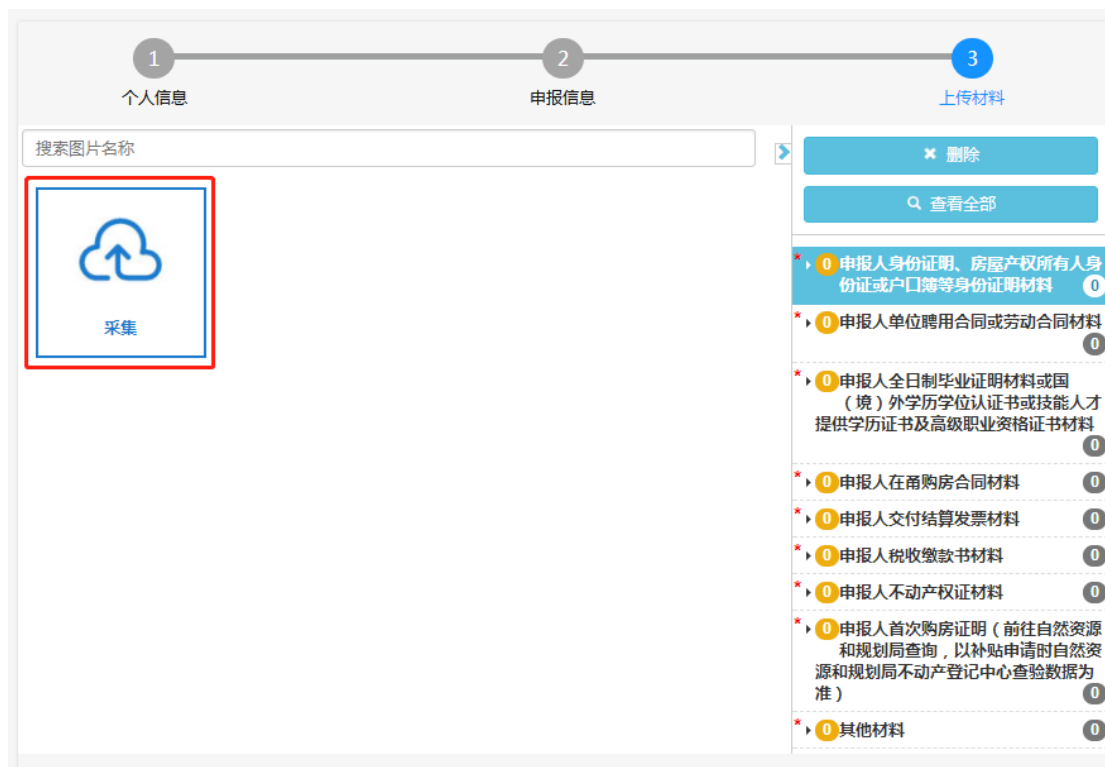 1
2
3
个人信息
申报信息
上传材料
搜索图片名称
删除
查看全部
采集
0 申报人身份证明、房屋产权所有人身
份证或户口簿等身份证明材料 0
* 0 申报人单位聘用合同或劳动合同材料
0
* 0 申报人全日制毕业证明材料或国
（境）外学历学位认证书或技能人才
提供学历证书及高级职业资格证书材料
0
* 0 申报人在甬购房合同材料 0
* 0 申报人交付结算发票材料 0
* 0 申报人税收缴款书材料 0
* 0 申报人不动产权证材料 0
* 0 申报人首次购房证明（前往自然资源
和规划局查询，以补贴申请时自然资
源和规划局不动产登记中心查验数据为
准） 0
* 0 其他材料 0